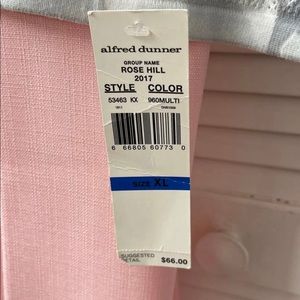 alfred dunner
GROUP NAME
ROSE HILL
2017
STYLE COLOR
53463 KX 960MULTI
6 66805 60773 0
SIZE XL
SUGGESTED
RETAIL $66.00